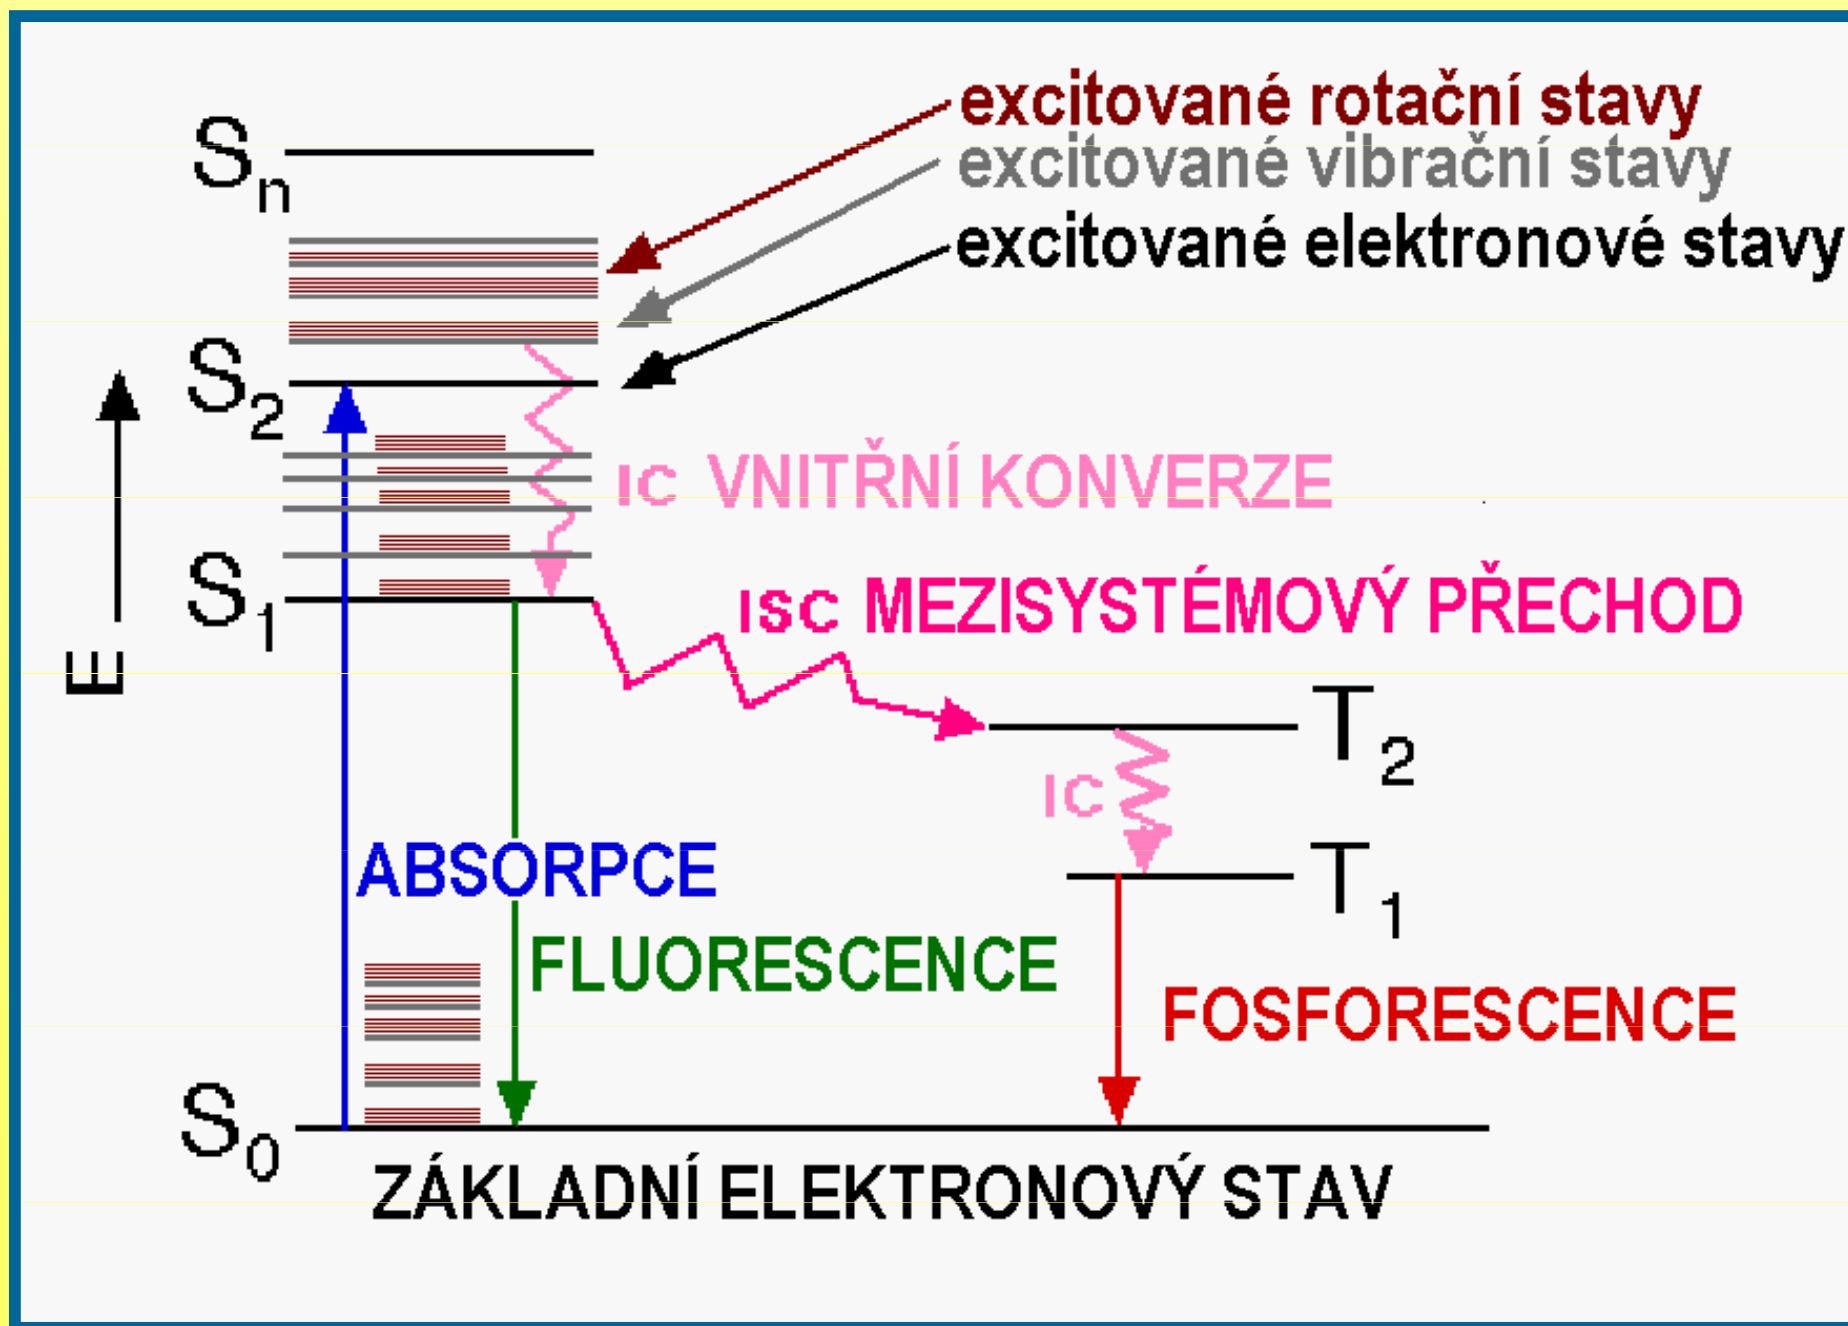 excitované rotační stavy
excitované vibrační stavy
excitované elektronové stavy
Sn
S2
IC VNITŘNÍ KONVERZE
S1
ISC MEZISYSTÉMOVÝ PŘECHOD
E
T2
IC
T1
ABSORPCE
FLUORESCENCE
FOSFORESCENCE
S0
ZÁKLADNÍ ELEKTRONOVÝ STAV